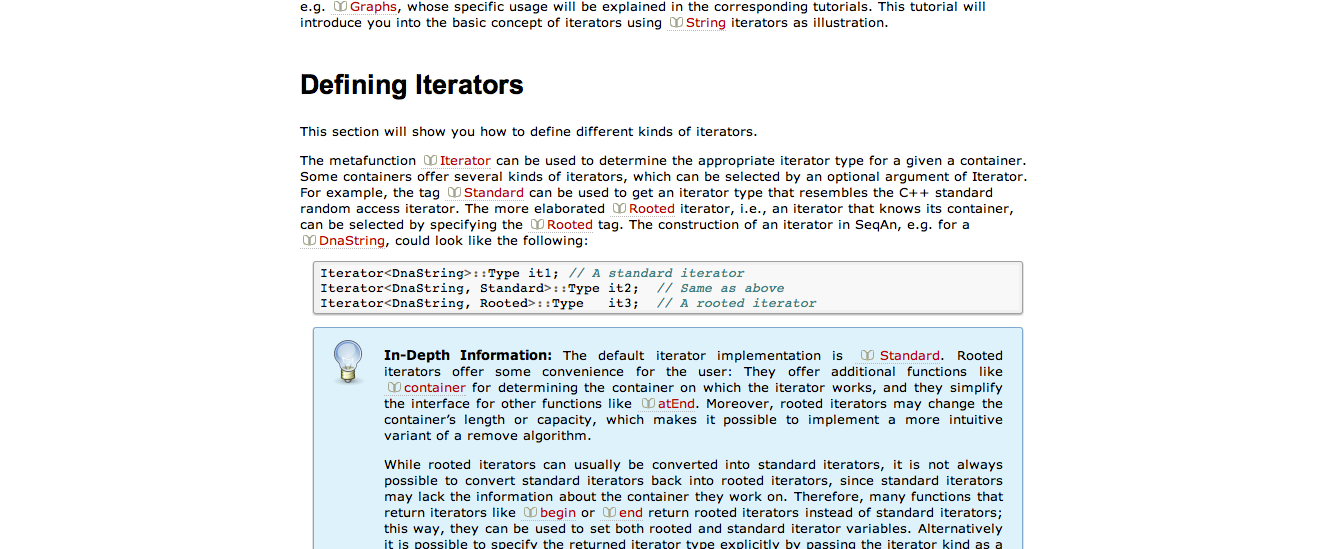 e.g. Graphs, whose specific usage will be explained in the corresponding tutorials. This tutorial will
introduce you into the basic concept of iterators using String iterators as illustration.
Defining Iterators
This section will show you how to define different kinds of iterators.
The metafunction Iterator can be used to determine the appropriate iterator type for a given a container.
Some containers offer several kinds of iterators, which can be selected by an optional argument of Iterator.
For example, the tag Standard can be used to get an iterator type that resembles the C++ standard
random access iterator. The more elaborated Rooted iterator, i.e., an iterator that knows its container,
can be selected by specifying the Rooted tag. The construction of an iterator in SeqAn, e.g. for a
DnaString, could look like the following:
Iterator<DnaString>::Type it1; // A standard iterator
Iterator<DnaString, Standard>::Type it2;  // Same as above
Iterator<DnaString, Rooted>::Type   it3;  // A rooted iterator
In-Depth Information: The default iterator implementation is Standard. Rooted
iterators offer some convenience for the user: They offer additional functions like
container for determining the container on which the iterator works, and they simplify
the interface for other functions like atEnd. Moreover, rooted iterators may change the
container's length or capacity, which makes it possible to implement a more intuitive
variant of a remove algorithm.
While rooted iterators can usually be converted into standard iterators, it is not always
possible to convert standard iterators back into rooted iterators, since standard iterators
may lack the information about the container they work on. Therefore, many functions that
return iterators like begin or end return rooted iterators instead of standard iterators;
this way, they can be used to set both rooted and standard iterator variables. Alternatively
it is possible to specify the returned iterator type explicitly by passing the iterator kind as a